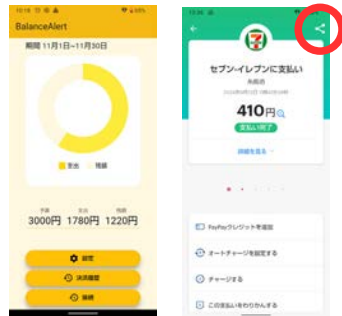 BalanceAlert
期間 11月1日~11月30日
支出 残額
予算 支出 残額
3000円 1780円 1220円
設定
決済履歴
接続
セブン-イレブンに支払い
410円
支払い完了
詳細を見る
PayPayクレジットを追加
オートチャージを設定する
チャージする
この支払いをわりかんする